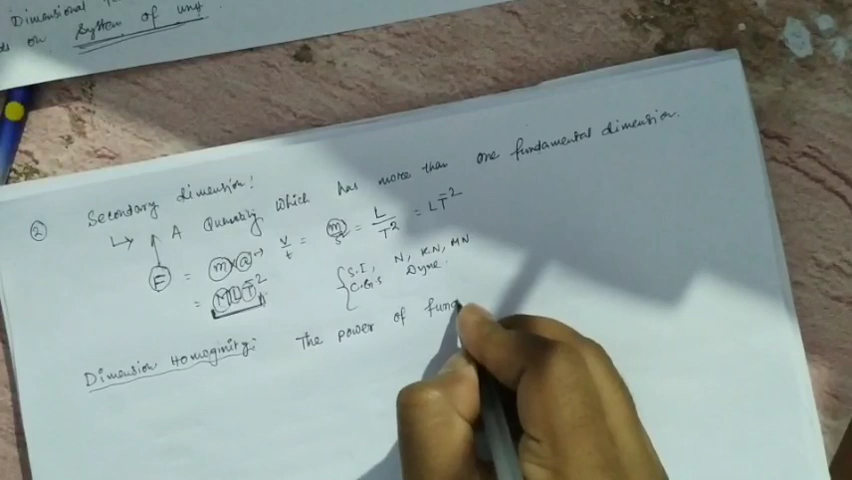 Dimensional
on System of unit
② Secondary dimension:
↳ A Quantity which has more than one fundamental dimension.
F = m × a → v/t = m/s = L/T² = LT⁻²
= MLT⁻²
S.I, N, KN, MN
C.G.S Dyne.
Dimension Homoginity: The power of fun